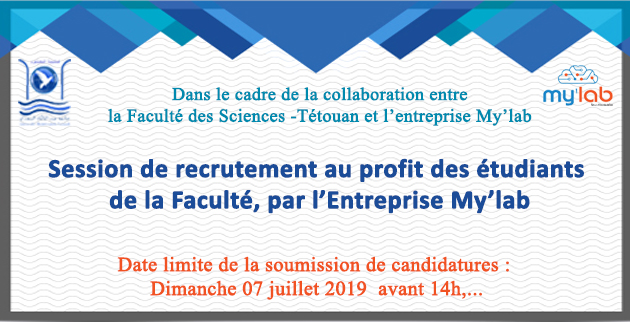 my'lab
Dans le cadre de la collaboration entre
la Faculté des Sciences -Tétouan et l'entreprise My'lab
Session de recrutement au profit des étudiants
de la Faculté, par l'Entreprise My'lab
Date limite de la soumission de candidatures :
Dimanche 07 juillet 2019 avant 14h,...